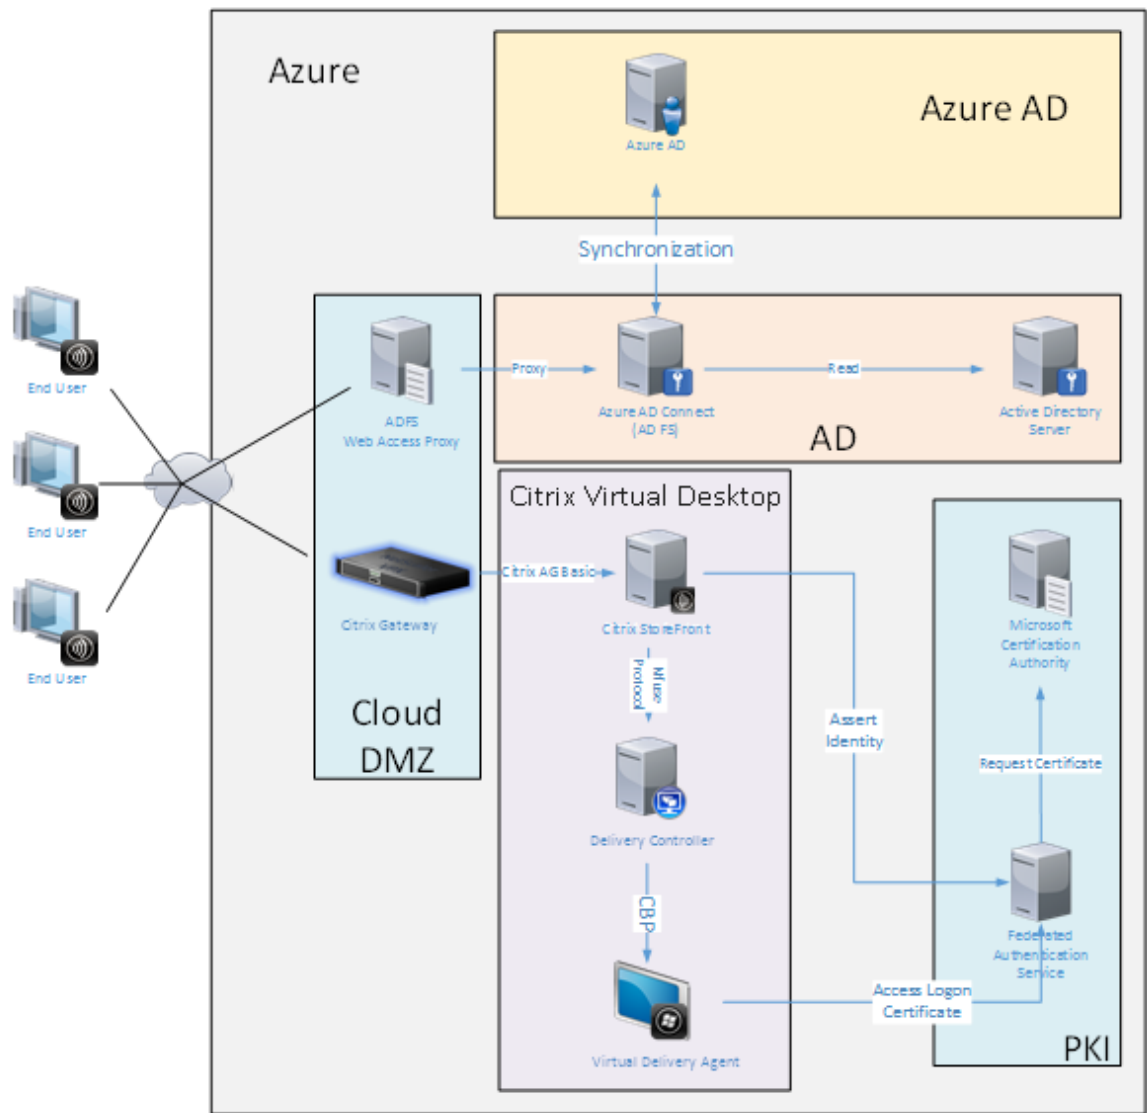 Azure
Azure AD
Azure AD
Synchronization
End User
End User
End User
ADFS
Web Access Proxy
Proxy
Azure AD Connect
(AD FS)
Read
Active Directory
Server
AD
Citrix Gateway
Cloud
DMZ
Citrix Virtual Desktop
Citrix AG Basic
Citrix StoreFront
Nfuse
Protocol
Delivery Controller
CBP
Virtual Delivery Agent
Assert
Identity
Access Logon
Certificate
Microsoft
Certification
Authority
Request Certificate
Federated
Authentication
Service
PKI